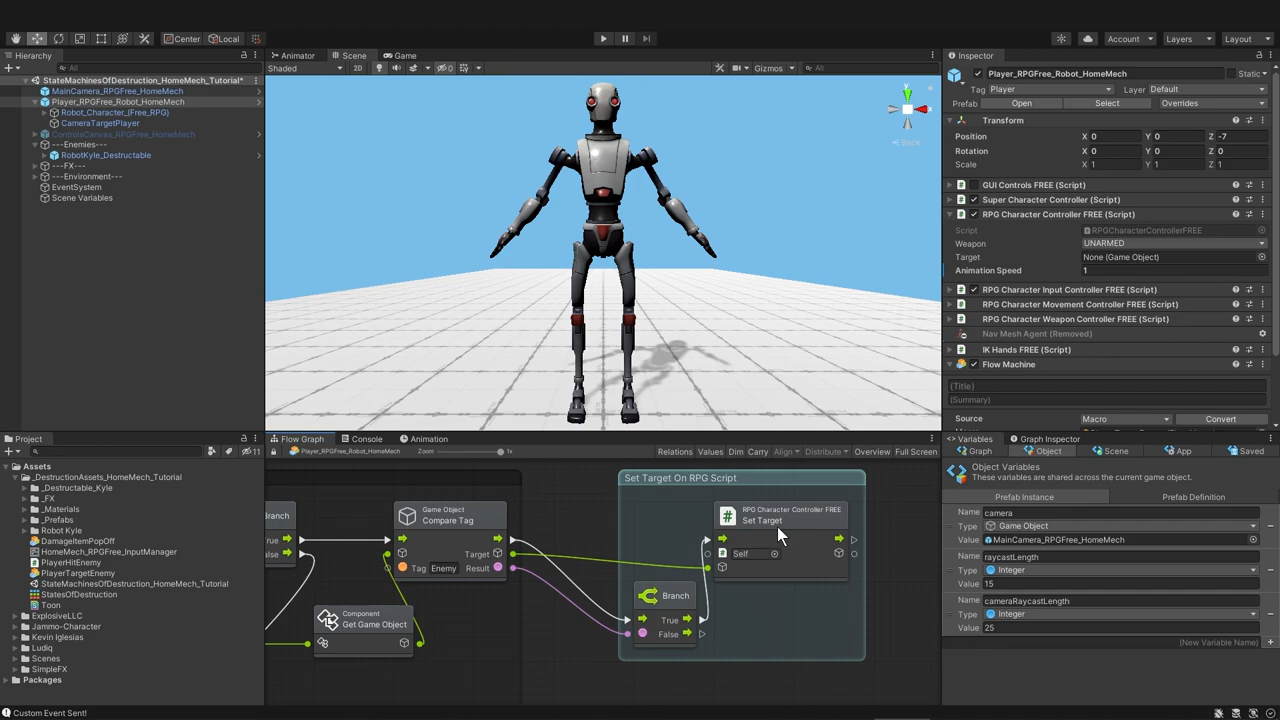 Center
Local
Account
Layers
Layout
Hierarchy
Animator
Scene
Game
Inspector
All
Shaded
2D
0
Gizmos
All
StateMachinesOfDestruction_HomeMech_Tutorial*
MainCamera_RPGFree_HomeMech
Player_RPGFree_Robot_HomeMech
Robot_Character_(Free_RPG)
CameraTargetPlayer
ControlsCanvas_RPGFree_HomeMech
---Enemies---
RobotKyle_Destructable
---FX---
---Environment---
EventSystem
Scene Variables
y
x
Back
Player_RPGFree_Robot_HomeMech
Static
Tag Player
Layer Default
Prefab Open Select Overrides
Transform
Position X 0 Y 0 Z -7
Rotation X 0 Y 0 Z 0
Scale X 1 Y 1 Z 1
GUI Controls FREE (Script)
Super Character Controller (Script)
RPG Character Controller FREE (Script)
Script RPGCharacterControllerFREE
Weapon UNARMED
Target None (Game Object)
Animation Speed 1
RPG Character Input Controller FREE (Script)
RPG Character Movement Controller FREE (Script)
RPG Character Weapon Controller FREE (Script)
Nav Mesh Agent (Removed)
IK Hands FREE (Script)
Flow Machine
(Title)
(Summary)
Source Macro Convert
Project
11
Assets
_DestructionAssets_HomeMech_Tutorial
_Destructable_Kyle
_FX
_Materials
_Prefabs
Robot Kyle
DamageItemPopOff
HomeMech_RPGFree_InputManager
PlayerHitEnemy
PlayerTargetEnemy
StateMachinesOfDestruction_HomeMech_Tutorial
StatesOfDestruction
Toon
ExplosiveLLC
Jammo-Character
Kevin Iglesias
Ludiq
Scenes
SimpleFX
Packages
Flow Graph
Console
Animation
Player_RPGFree_Robot_HomeMech
Zoom 1x
Relations Values Dim Carry Align Distribute Overview Full Screen
Game Object
Compare Tag
Target
Tag Enemy Result
Component
Get Game Object
Set Target On RPG Script
RPG Character Controller FREE
Set Target
Self
Branch
True
False
Variables
Graph Inspector
Graph Object Scene App Saved
Object Variables
These variables are shared across the current game object.
Prefab Instance Prefab Definition
Name camera
Type Game Object
Value MainCamera_RPGFree_HomeMech
Name raycastLength
Type Integer
Value 15
Name cameraRaycastLength
Type Integer
Value 25
(New Variable Name)
Custom Event Sent!